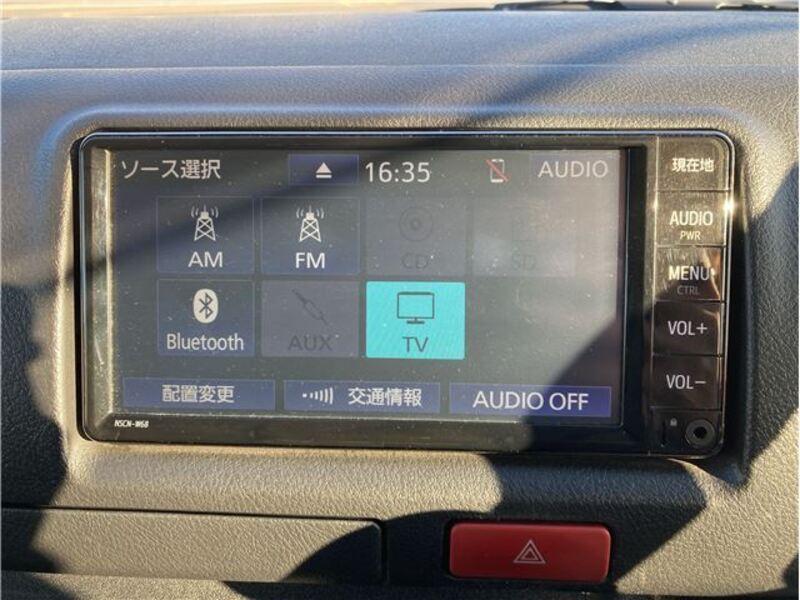 ソース選択 16:35 AUDIO
AM FM CD SD
Bluetooth AUX TV
配置変更 交通情報 AUDIO OFF
NSCN-W68
現在地
AUDIO
PWR
MENU
CTRL
VOL+
VOL−